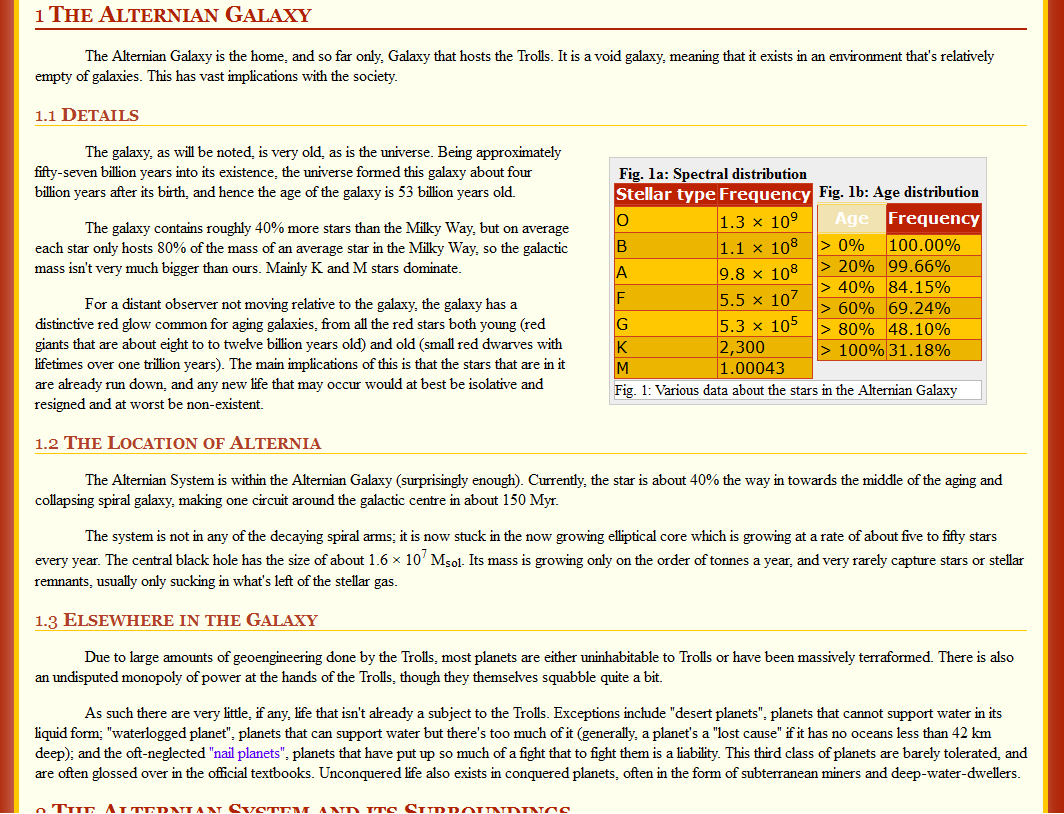 1 The Alternian Galaxy
The Alternian Galaxy is the home, and so far only, Galaxy that hosts the Trolls. It is a void galaxy, meaning that it exists in an environment that's relatively
empty of galaxies. This has vast implications with the society.
1.1 Details
The galaxy, as will be noted, is very old, as is the universe. Being approximately
fifty-seven billion years into its existence, the universe formed this galaxy about four
billion years after its birth, and hence the age of the galaxy is 53 billion years old.
The galaxy contains roughly 40% more stars than the Milky Way, but on average
each star only hosts 80% of the mass of an average star in the Milky Way, so the galactic
mass isn't very much bigger than ours. Mainly K and M stars dominate.
For a distant observer not moving relative to the galaxy, the galaxy has a
distinctive red glow common for aging galaxies, from all the red stars both young (red
giants that are about eight to to twelve billion years old) and old (small red dwarves with
lifetimes over one trillion years). The main implications of this is that the stars that are in it
are already run down, and any new life that may occur would at best be isolative and
resigned and at worst be non-existent.
Fig. 1a: Spectral distribution
Stellar type Frequency
O 1.3 × 10⁹
B 1.1 × 10⁸
A 9.8 × 10⁸
F 5.5 × 10⁷
G 5.3 × 10⁵
K 2,300
M 1.00043
Fig. 1b: Age distribution
Age Frequency
> 0% 100.00%
> 20% 99.66%
> 40% 84.15%
> 60% 69.24%
> 80% 48.10%
> 100% 31.18%
Fig. 1: Various data about the stars in the Alternian Galaxy
1.2 The Location of Alternia
The Alternian System is within the Alternian Galaxy (surprisingly enough). Currently, the star is about 40% the way in towards the middle of the aging and
collapsing spiral galaxy, making one circuit around the galactic centre in about 150 Myr.
The system is not in any of the decaying spiral arms; it is now stuck in the now growing elliptical core which is growing at a rate of about five to fifty stars
every year. The central black hole has the size of about 1.6 × 10⁷ Msol. Its mass is growing only on the order of tonnes a year, and very rarely capture stars or stellar
remnants, usually only sucking in what's left of the stellar gas.
1.3 Elsewhere in the Galaxy
Due to large amounts of geoengineering done by the Trolls, most planets are either uninhabitable to Trolls or have been massively terraformed. There is also
an undisputed monopoly of power at the hands of the Trolls, though they themselves squabble quite a bit.
As such there are very little, if any, life that isn't already a subject to the Trolls. Exceptions include "desert planets", planets that cannot support water in its
liquid form; "waterlogged planet", planets that can support water but there's too much of it (generally, a planet's a "lost cause" if it has no oceans less than 42 km
deep); and the oft-neglected "nail planets", planets that have put up so much of a fight that to fight them is a liability. This third class of planets are barely tolerated, and
are often glossed over in the official textbooks. Unconquered life also exists in conquered planets, often in the form of subterranean miners and deep-water-dwellers.
2 The Alternian System and its Surroundings